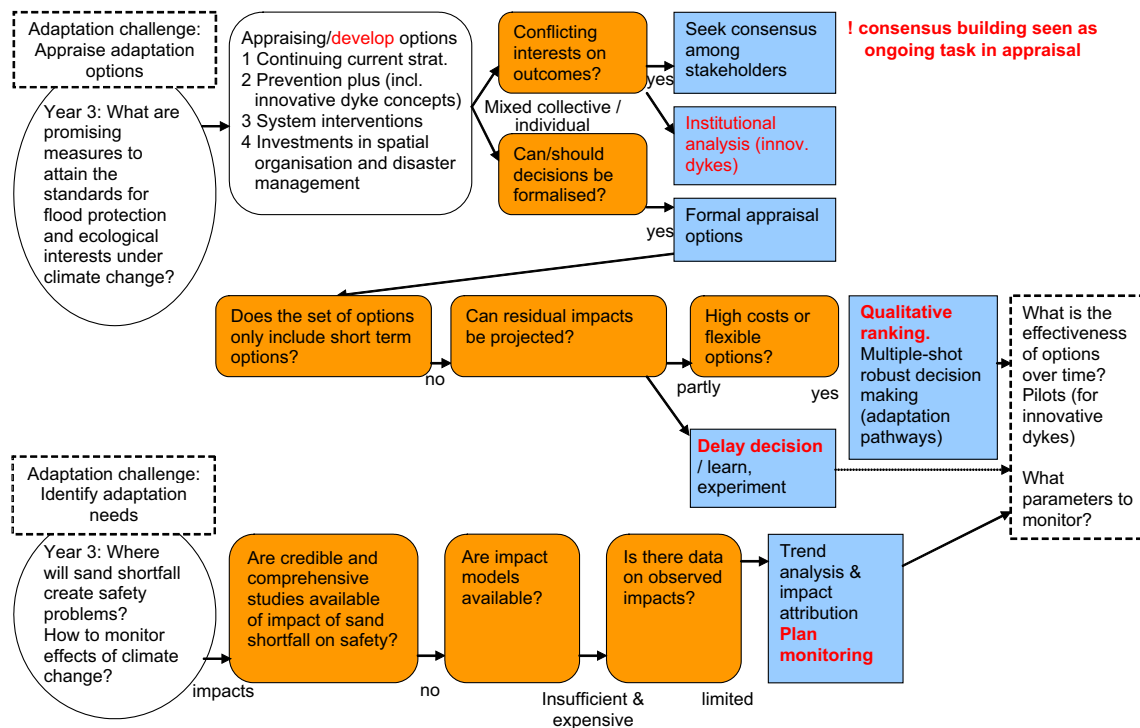 Adaptation challenge:
Appraise adaptation
options
Year 3: What are
promising
measures to
attain the
standards for
flood protection
and ecological
interests under
climate change?
Appraising/develop options
1 Continuing current strat.
2 Prevention plus (incl.
innovative dyke concepts)
3 System interventions
4 Investments in spatial
organisation and disaster
management
Conflicting
interests on
outcomes?
yes
Mixed collective /
individual
Can/should
decisions be
formalised?
yes
Seek consensus
among
stakeholders
! consensus building seen as
ongoing task in appraisal
Institutional
analysis (innov.
dykes)
Formal appraisal
options
Does the set of options
only include short term
options?
no
Can residual impacts
be projected?
partly
High costs or
flexible
options?
yes
Qualitative
ranking.
Multiple-shot
robust decision
making
(adaptation
pathways)
What is the
effectiveness
of options
over time?
Pilots (for
innovative
dykes)
What
parameters to
monitor?
Delay decision
/ learn,
experiment
Adaptation challenge:
Identify adaptation
needs
Year 3: Where
will sand shortfall
create safety
problems?
How to monitor
effects of climate
change?
impacts
Are credible and
comprehensive
studies available
of impact of sand
shortfall on safety?
no
Are impact
models
available?
Insufficient &
expensive
Is there data
on observed
impacts?
limited
Trend
analysis &
impact
attribution
Plan
monitoring